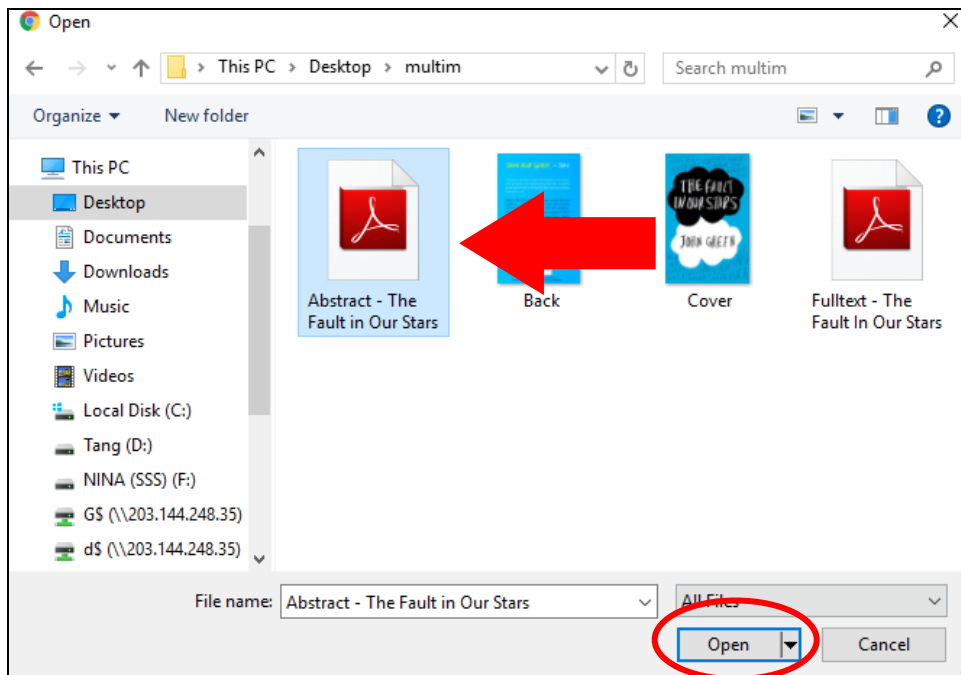 Open
This PC > Desktop > multim
Search multim
Organize
New folder
This PC
Desktop
Documents
Downloads
Music
Pictures
Videos
Local Disk (C:)
Tang (D:)
NINA (SSS) (F:)
G$ (\\203.144.248.35)
d$ (\\203.144.248.35)
Abstract - The
Fault in Our Stars
Back
THE FAULT
IN OUR STARS
JOHN GREEN
Cover
Fulltext - The
Fault In Our Stars
File name: Abstract - The Fault in Our Stars
All Files
Open
Cancel